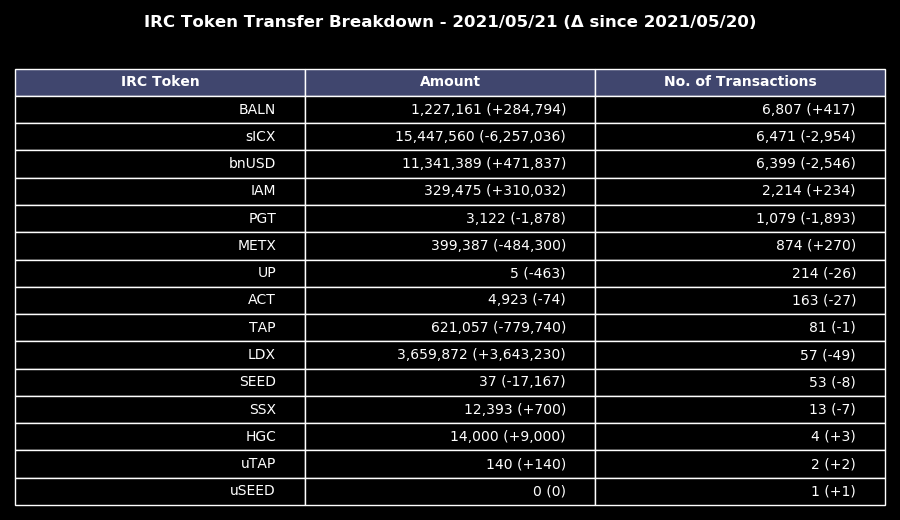 IRC Token Transfer Breakdown - 2021/05/21 (Δ since 2021/05/20)
IRC Token Amount No. of Transactions
BALN 1,227,161 (+284,794) 6,807 (+417)
sICX 15,447,560 (-6,257,036) 6,471 (-2,954)
bnUSD 11,341,389 (+471,837) 6,399 (-2,546)
IAM 329,475 (+310,032) 2,214 (+234)
PGT 3,122 (-1,878) 1,079 (-1,893)
METX 399,387 (-484,300) 874 (+270)
UP 5 (-463) 214 (-26)
ACT 4,923 (-74) 163 (-27)
TAP 621,057 (-779,740) 81 (-1)
LDX 3,659,872 (+3,643,230) 57 (-49)
SEED 37 (-17,167) 53 (-8)
SSX 12,393 (+700) 13 (-7)
HGC 14,000 (+9,000) 4 (+3)
uTAP 140 (+140) 2 (+2)
uSEED 0 (0) 1 (+1)